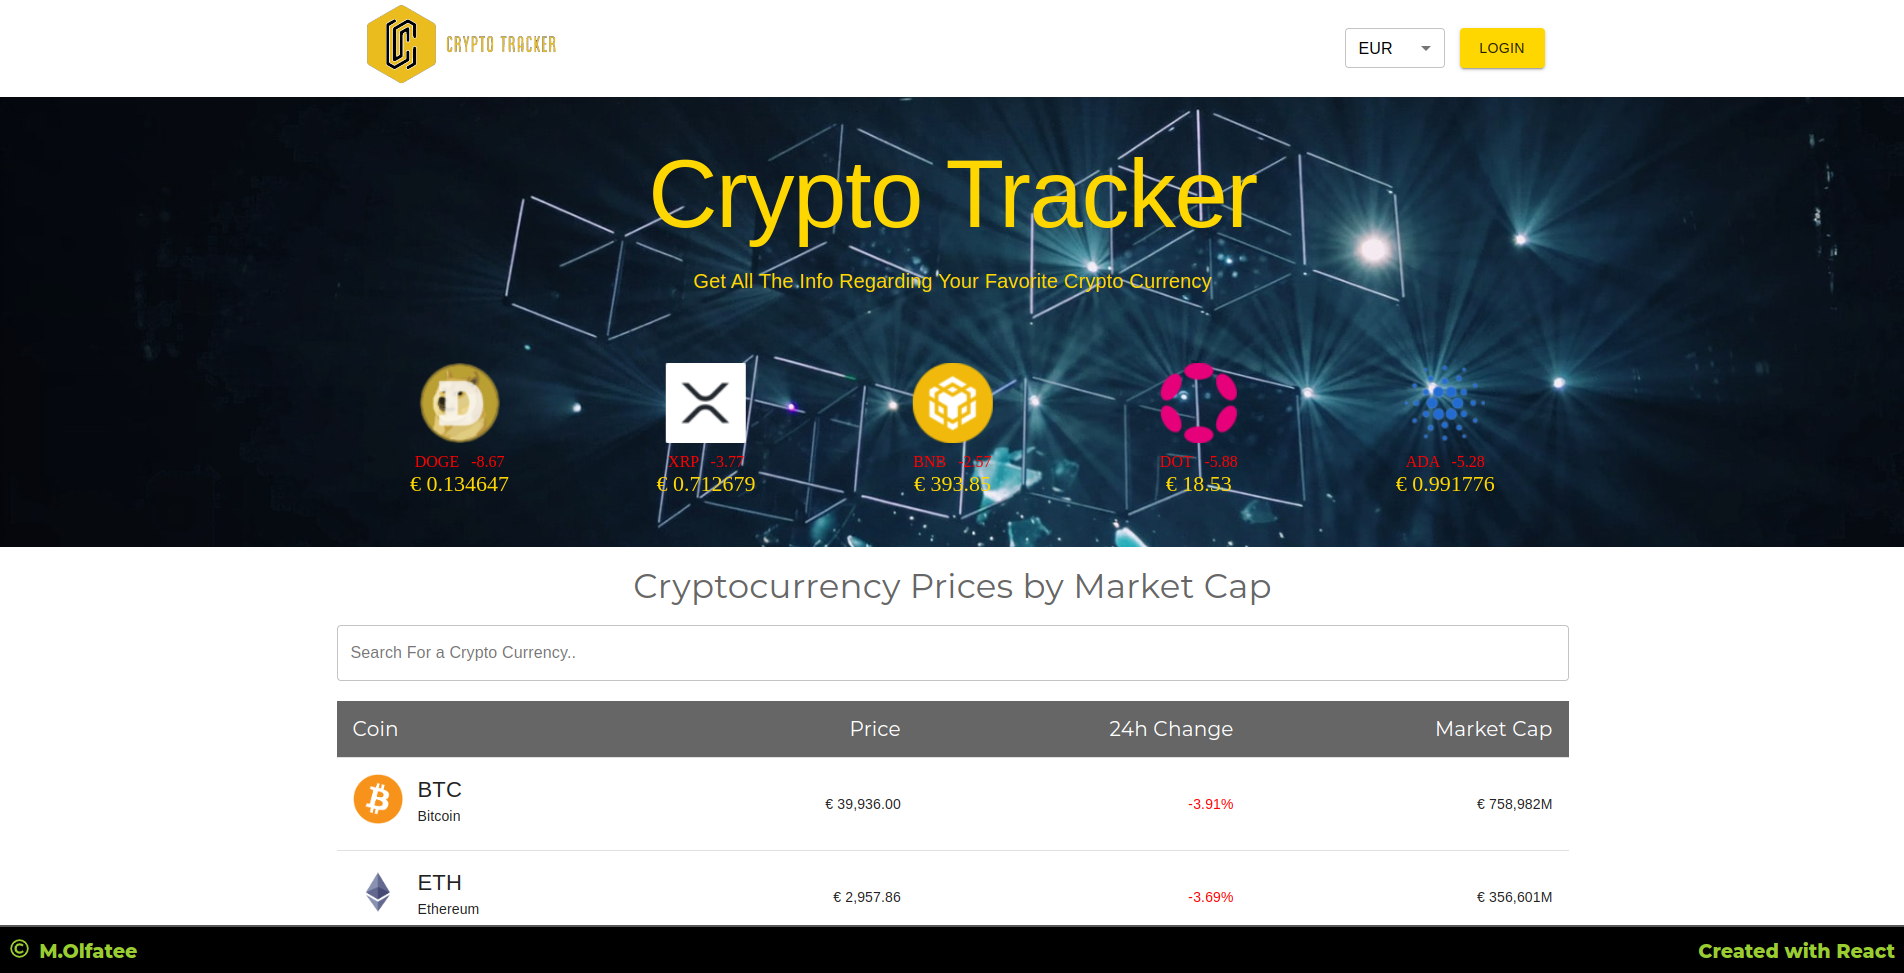 CRYPTO TRACKER
EUR
LOGIN
Crypto Tracker
Get All The Info Regarding Your Favorite Crypto Currency
DOGE -8.67
€ 0.134647
XRP -3.77
€ 0.712679
BNB -2.57
€ 393.85
DOT -5.88
€ 18.53
ADA -5.28
€ 0.991776
Cryptocurrency Prices by Market Cap
Search For a Crypto Currency..
Coin Price 24h Change Market Cap
BTC
Bitcoin
€ 39,936.00 -3.91% € 758,982M
ETH
Ethereum
€ 2,957.86 -3.69% € 356,601M
© M.Olfatee
Created with React